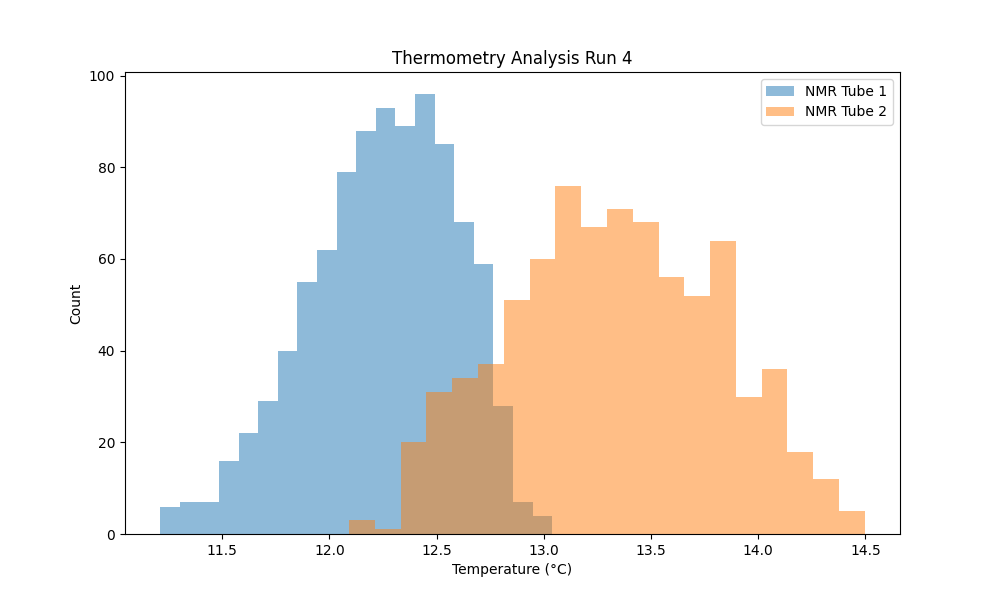 Thermometry Analysis Run 4
NMR Tube 1
NMR Tube 2
Count
100
80
60
40
20
0
11.5 12.0 12.5 13.0 13.5 14.0 14.5
Temperature (°C)